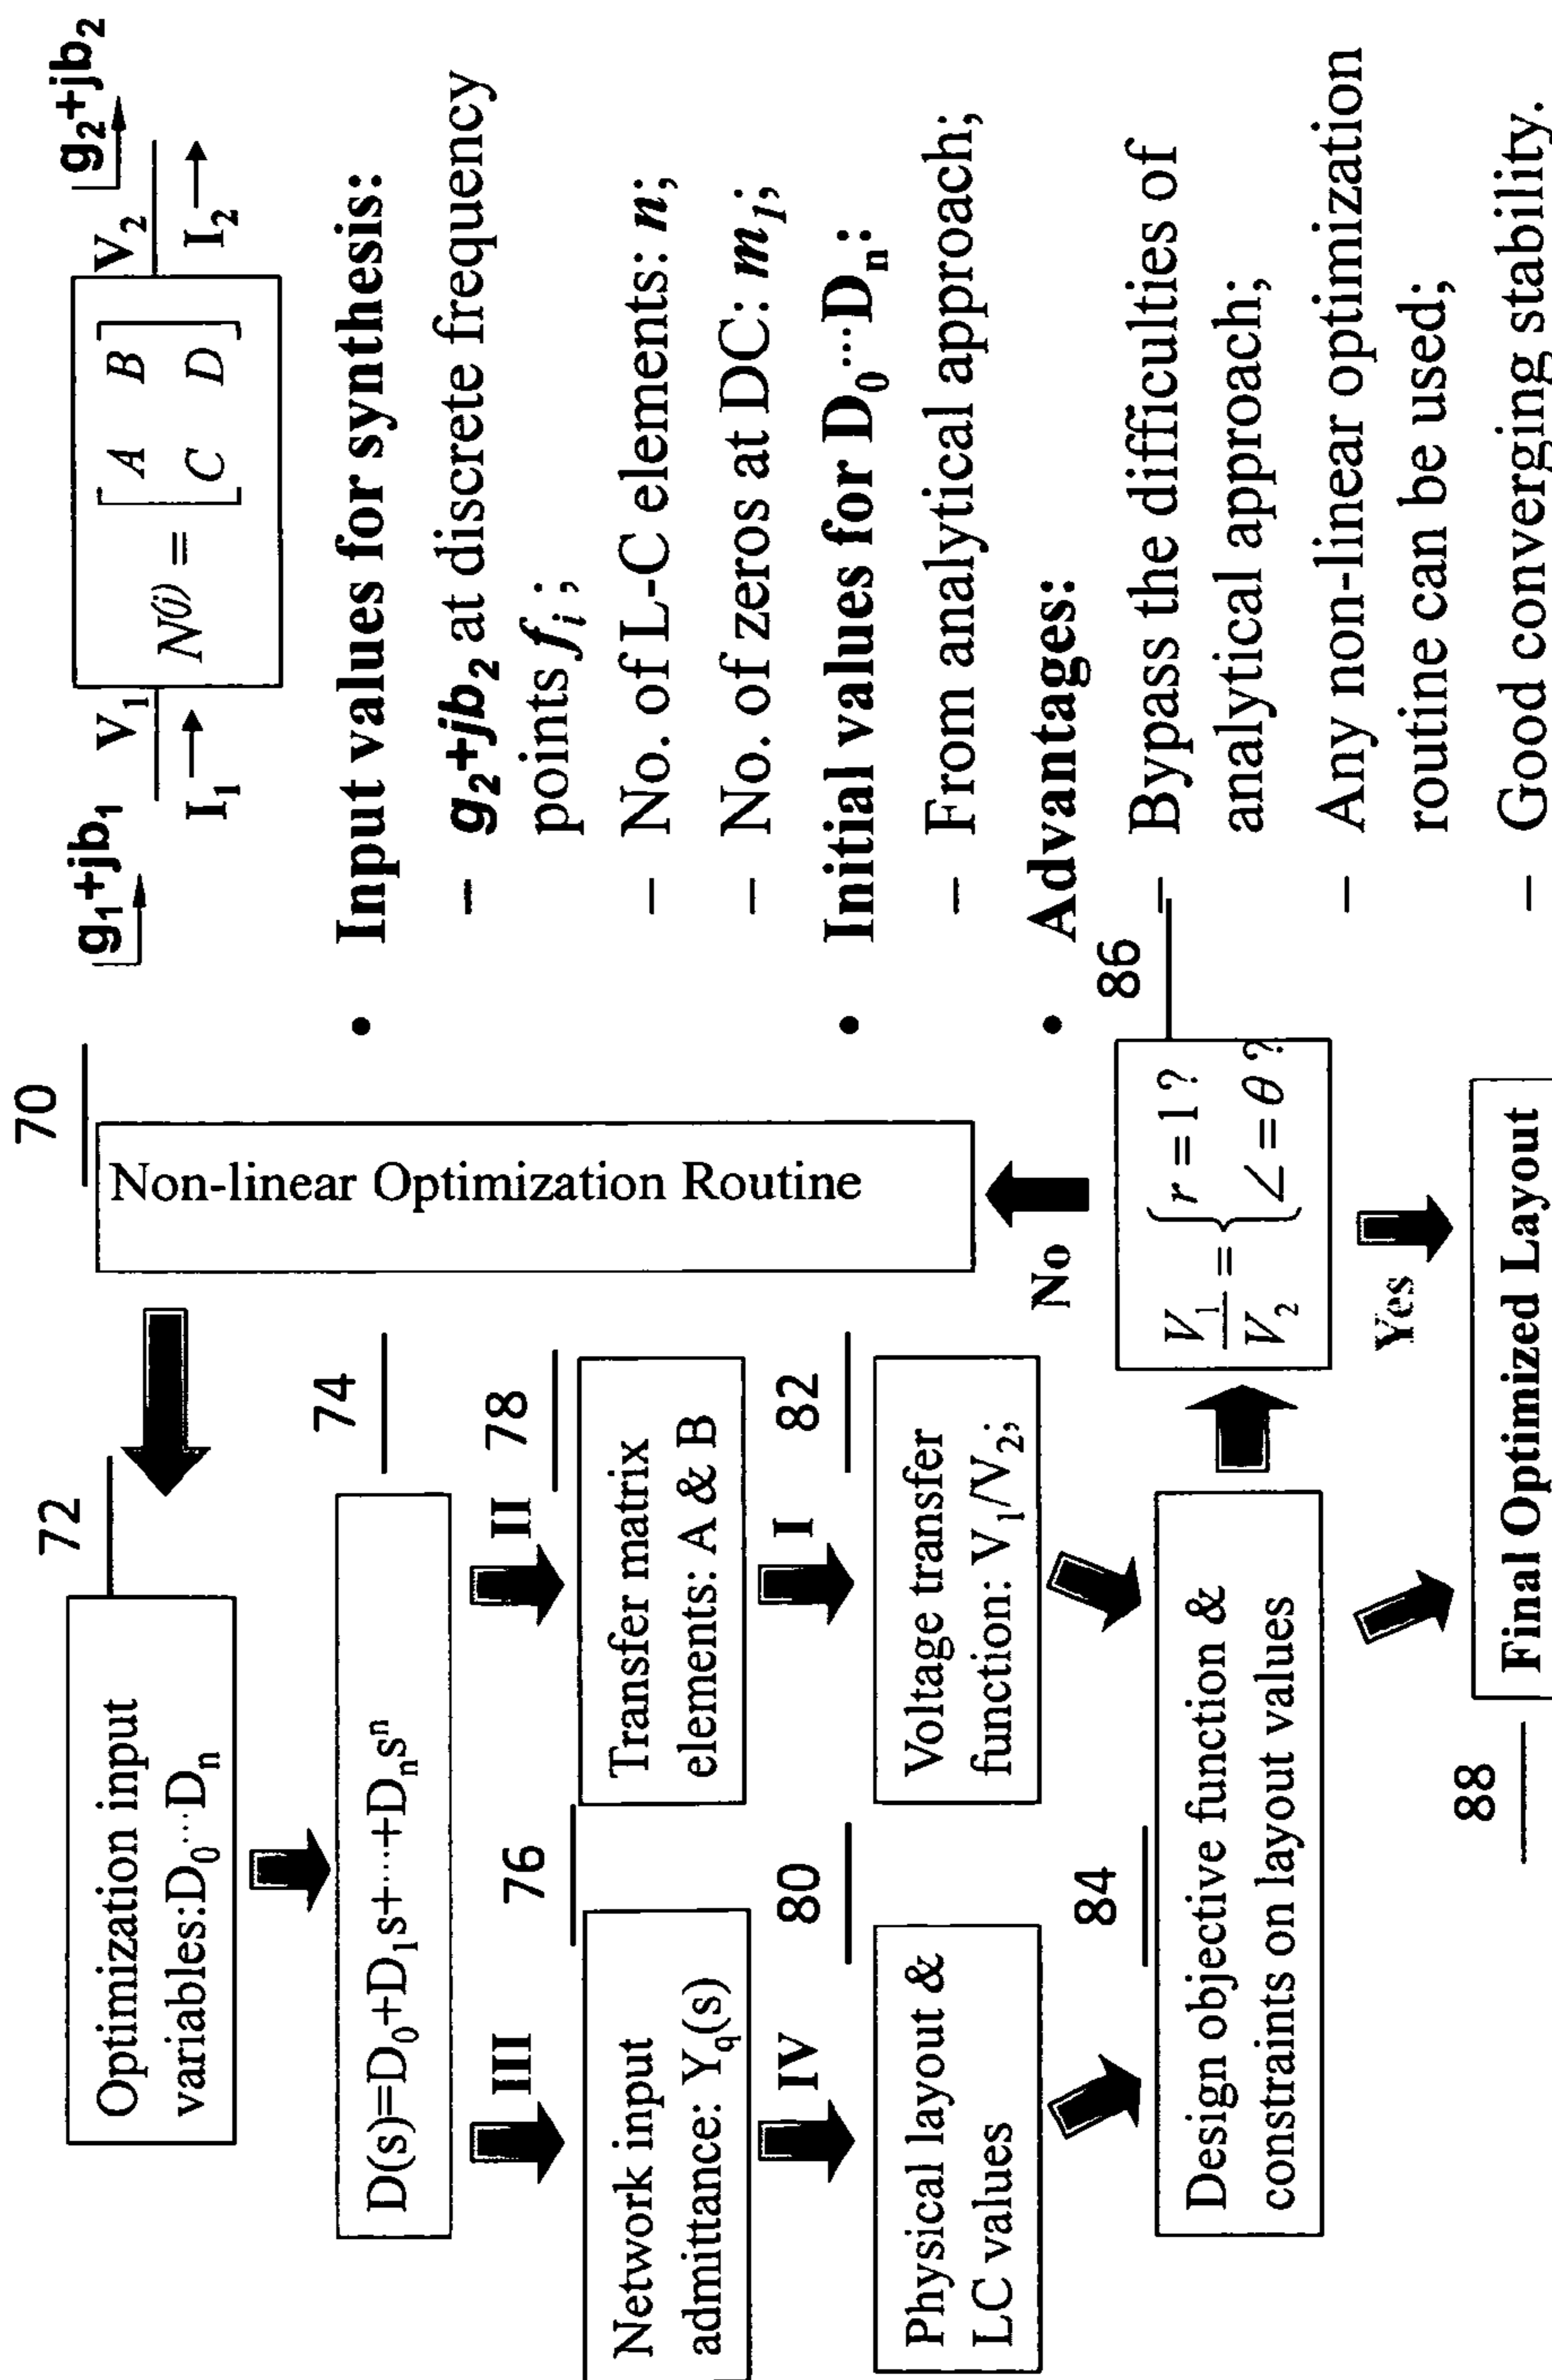 70
72
Optimization input
variables:D₀···Dₙ
Non-linear Optimization Routine
74
D(s)=D₀+D₁s+···+Dₙsⁿ
III
II
76
78
Network input
admittance: Y_q(s)
Transfer matrix
elements: A & B
IV
I
80
82
Physical layout &
LC values
Voltage transfer
function: V₁/V₂;
No
84
86
Design objective function &
constraints on layout values
V₁/V₂ = { r = 1?
∠ = θ?
Yes
88
Final Optimized Layout
g₁+jb₁
g₂+jb₂
V₁
V₂
I₁
I₂
N⁽ⁱ⁾ = [ A B
C D ]
• Input values for synthesis:
– g₂+jb₂ at discrete frequency
points fᵢ ;
– No. of L-C elements: n;
– No. of zeros at DC: mⱼ;
• Initial values for D₀···Dₙ:
– From analytical approach;
• Advantages:
– Bypass the difficulties of
analytical approach;
– Any non-linear optimization
routine can be used;
– Good converging stability.